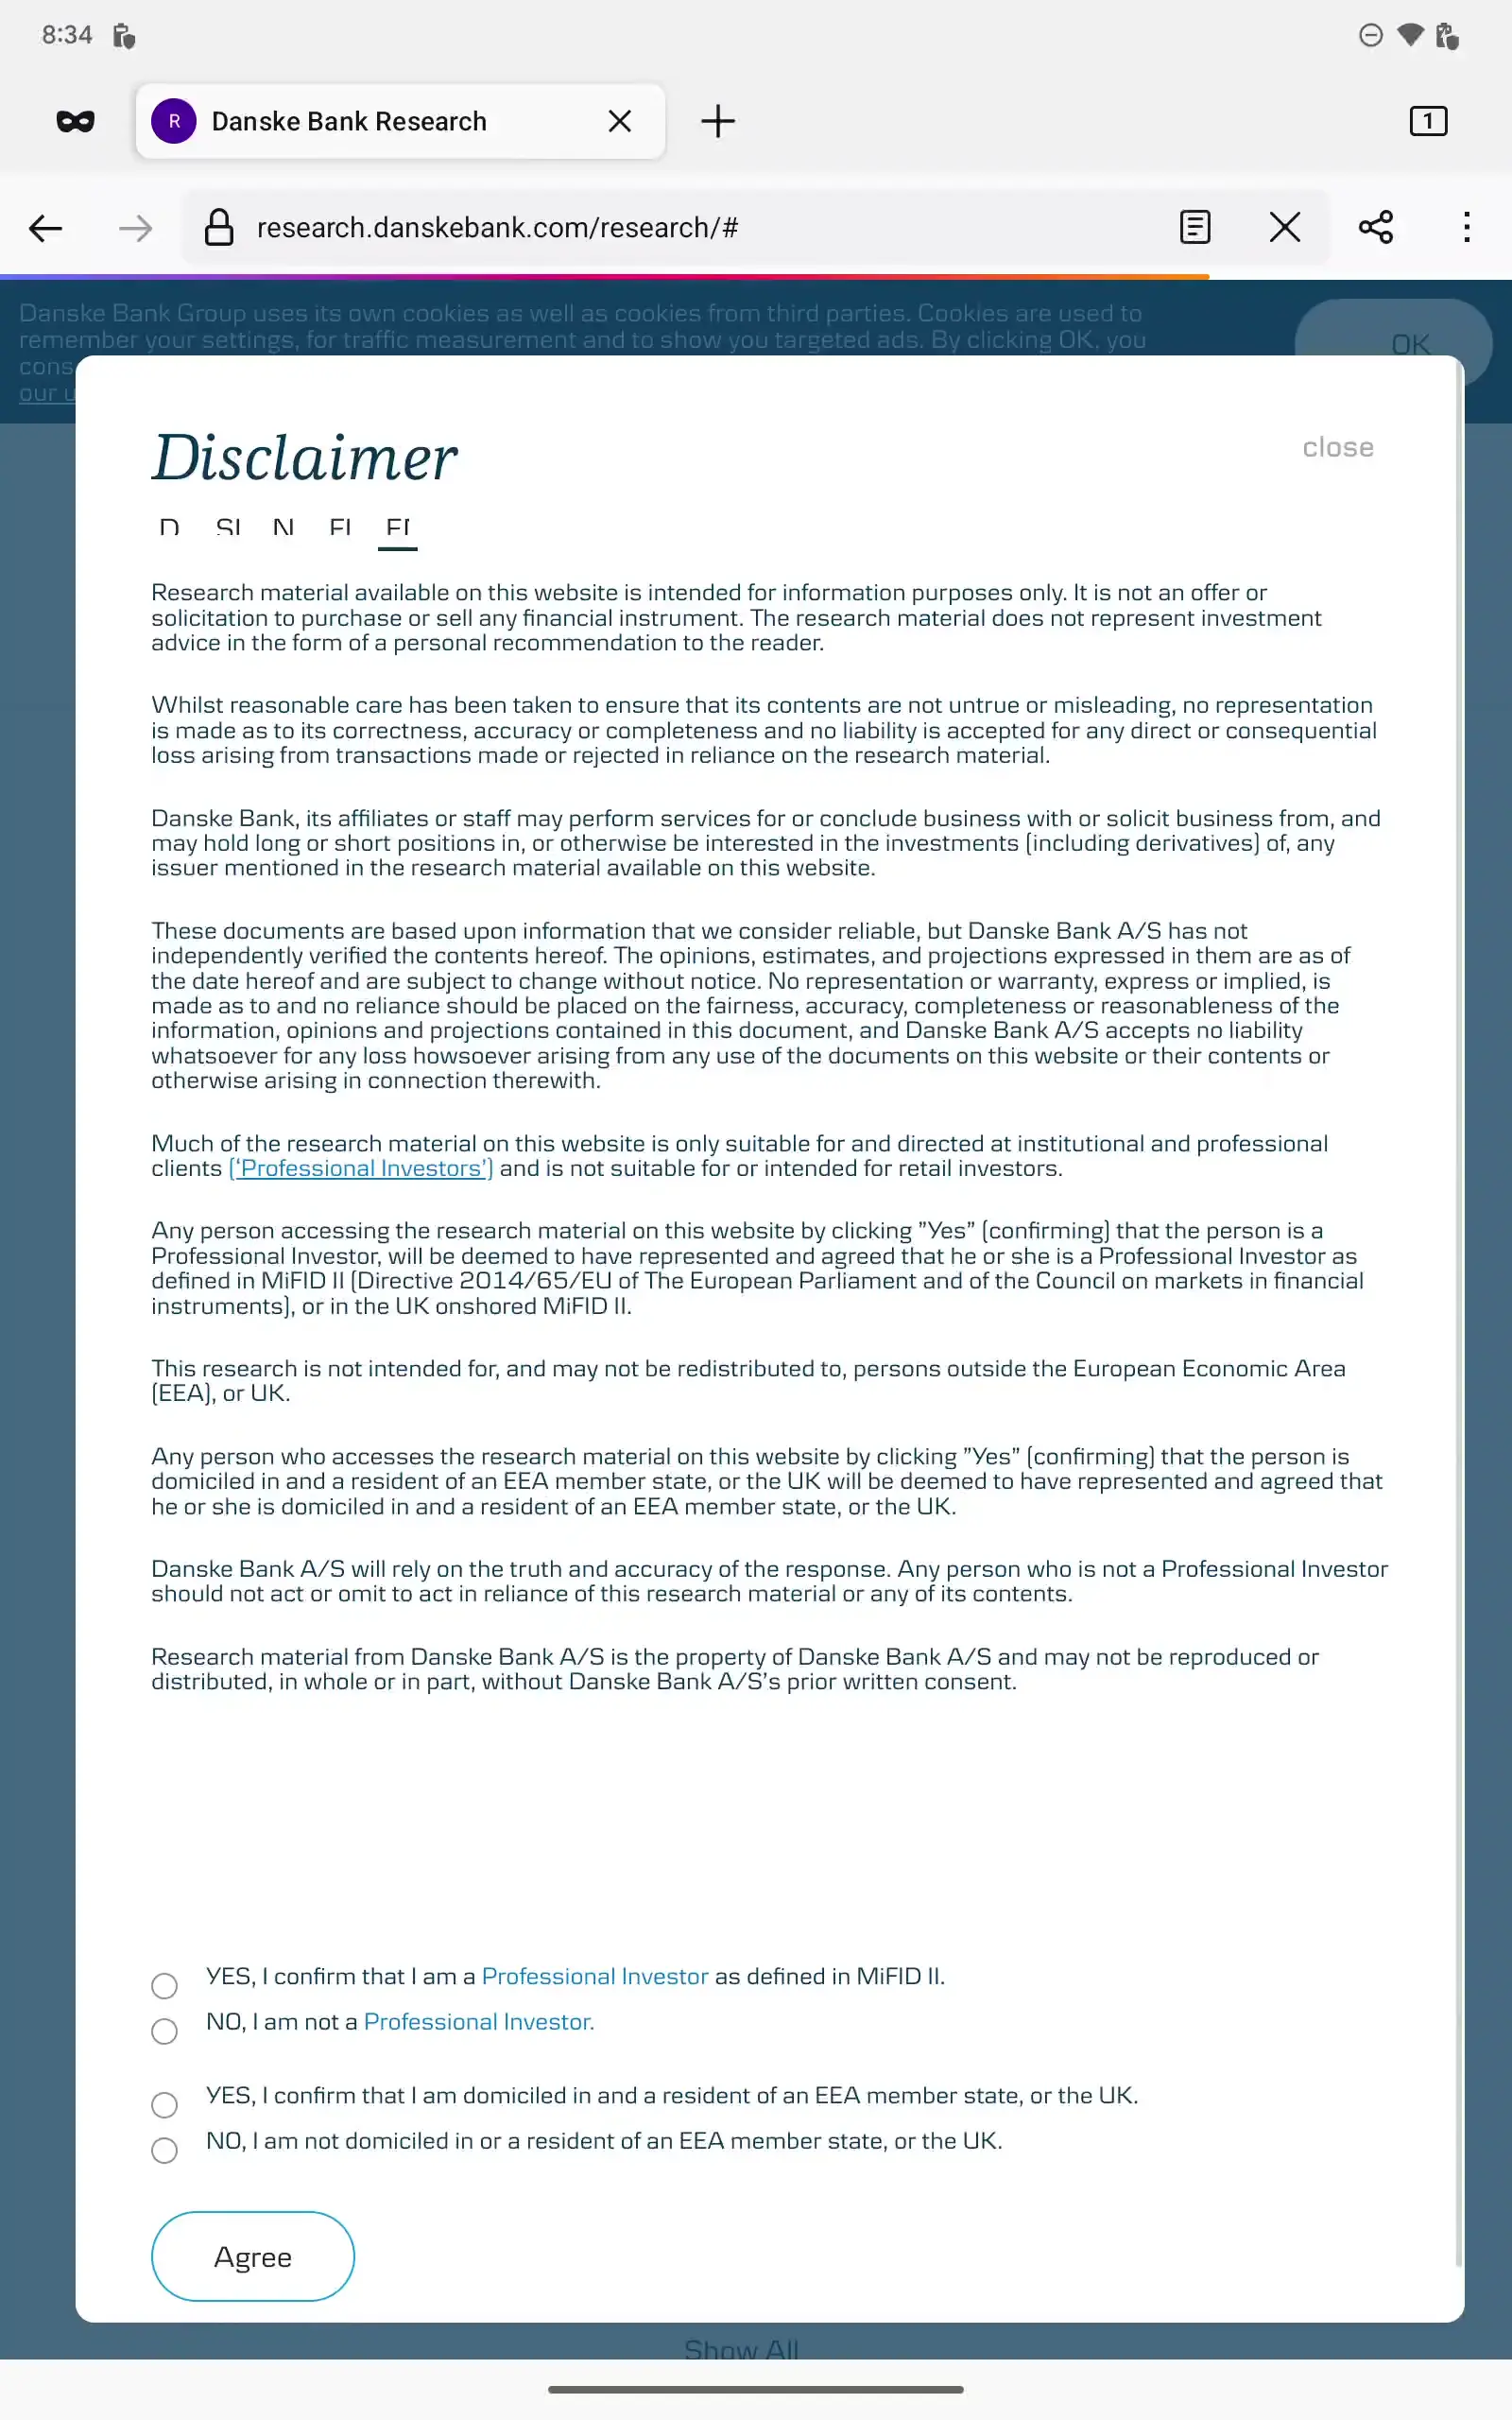 8:34
R Danske Bank Research
1
research.danskebank.com/research/#
Danske Bank Group uses its own cookies as well as cookies from third parties. Cookies are used to
remember your settings, for traffic measurement and to show you targeted ads. By clicking OK, you
OK
our u
Disclaimer
close
Research material available on this website is intended for information purposes only. It is not an offer or
solicitation to purchase or sell any financial instrument. The research material does not represent investment
advice in the form of a personal recommendation to the reader.
Whilst reasonable care has been taken to ensure that its contents are not untrue or misleading, no representation
is made as to its correctness, accuracy or completeness and no liability is accepted for any direct or consequential
loss arising from transactions made or rejected in reliance on the research material.
Danske Bank, its affiliates or staff may perform services for or conclude business with or solicit business from, and
may hold long or short positions in, or otherwise be interested in the investments (including derivatives) of, any
issuer mentioned in the research material available on this website.
These documents are based upon information that we consider reliable, but Danske Bank A/S has not
independently verified the contents hereof. The opinions, estimates, and projections expressed in them are as of
the date hereof and are subject to change without notice. No representation or warranty, express or implied, is
made as to and no reliance should be placed on the fairness, accuracy, completeness or reasonableness of the
information, opinions and projections contained in this document, and Danske Bank A/S accepts no liability
whatsoever for any loss howsoever arising from any use of the documents on this website or their contents or
otherwise arising in connection therewith.
Much of the research material on this website is only suitable for and directed at institutional and professional
clients (‘Professional Investors’) and is not suitable for or intended for retail investors.
Any person accessing the research material on this website by clicking ”Yes” (confirming) that the person is a
Professional Investor, will be deemed to have represented and agreed that he or she is a Professional Investor as
defined in MiFID II (Directive 2014/65/EU of The European Parliament and of the Council on markets in financial
instruments), or in the UK onshored MiFID II.
This research is not intended for, and may not be redistributed to, persons outside the European Economic Area
(EEA), or UK.
Any person who accesses the research material on this website by clicking ”Yes” (confirming) that the person is
domiciled in and a resident of an EEA member state, or the UK will be deemed to have represented and agreed that
he or she is domiciled in and a resident of an EEA member state, or the UK.
Danske Bank A/S will rely on the truth and accuracy of the response. Any person who is not a Professional Investor
should not act or omit to act in reliance of this research material or any of its contents.
Research material from Danske Bank A/S is the property of Danske Bank A/S and may not be reproduced or
distributed, in whole or in part, without Danske Bank A/S’s prior written consent.
YES, I confirm that I am a Professional Investor as defined in MiFID II.
NO, I am not a Professional Investor.
YES, I confirm that I am domiciled in and a resident of an EEA member state, or the UK.
NO, I am not domiciled in or a resident of an EEA member state, or the UK.
Agree
Show All